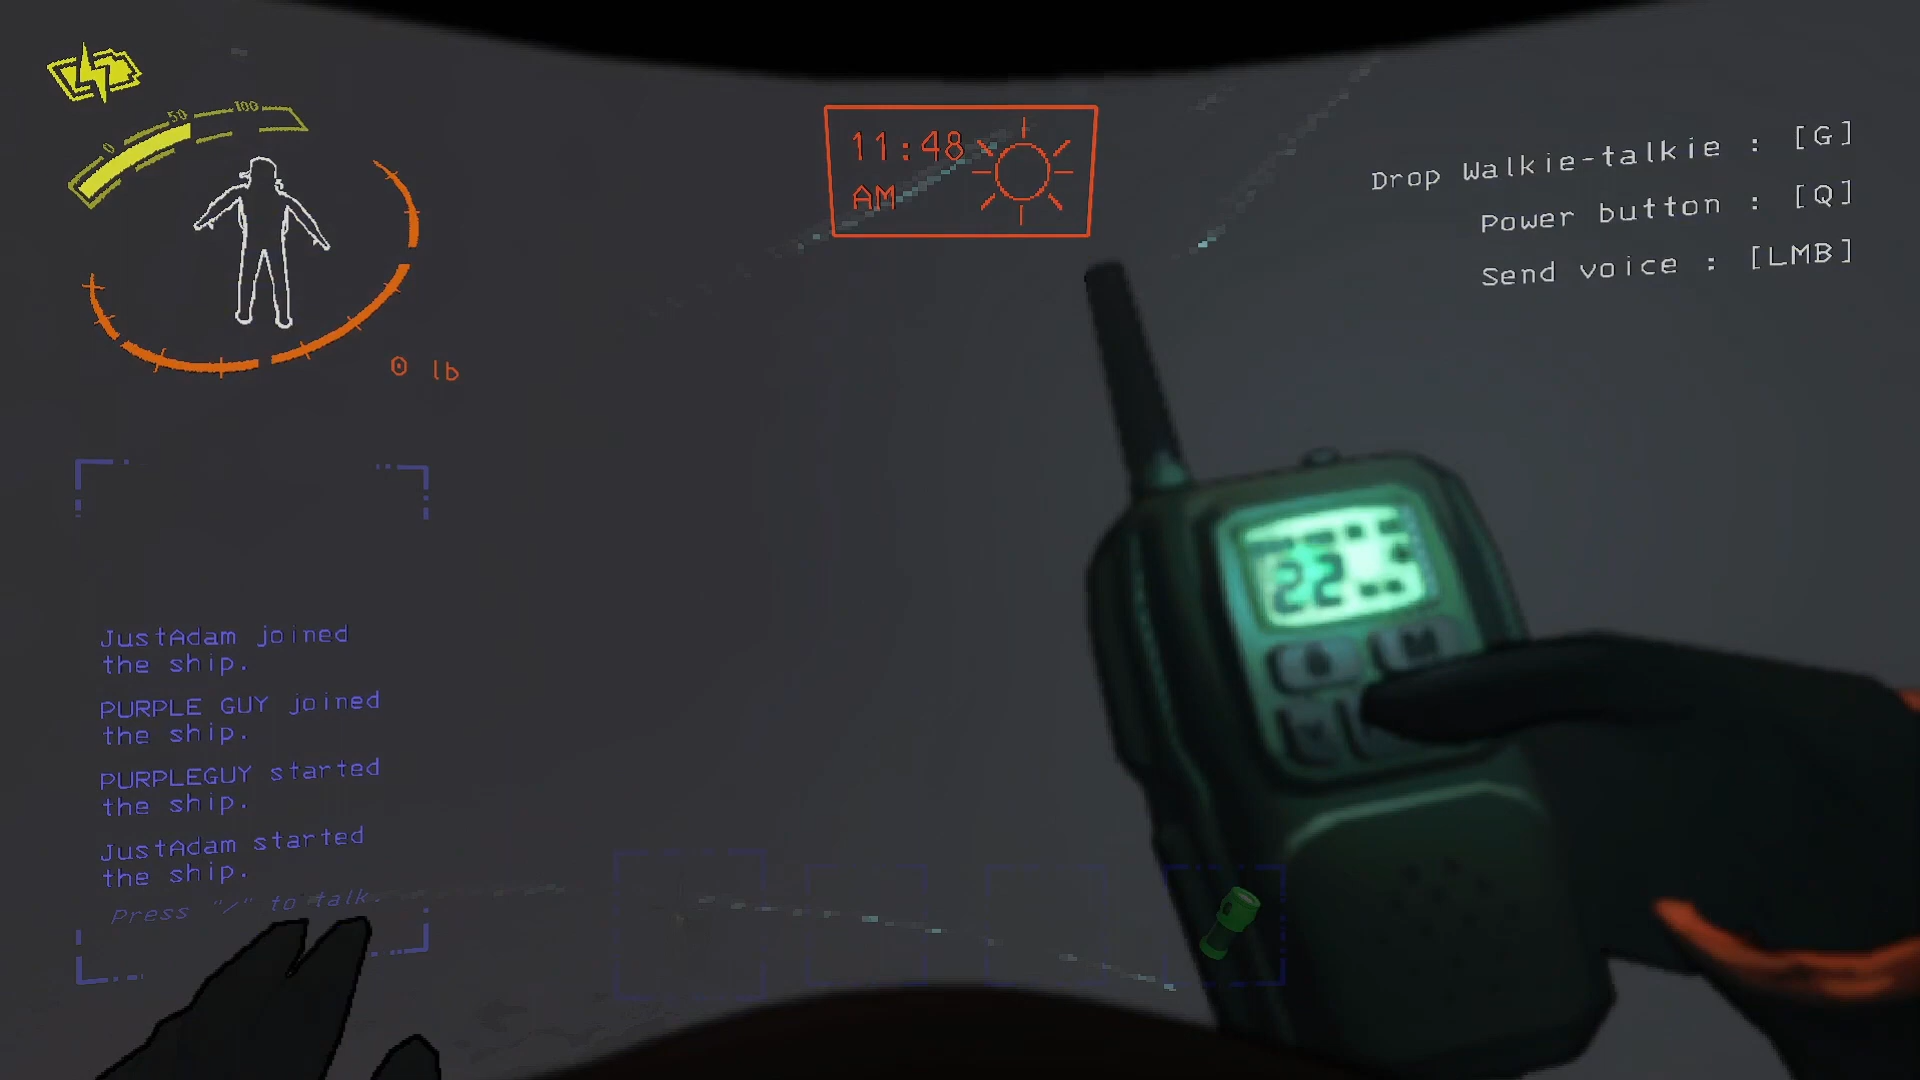 0 50 100
11:48
AM
Drop Walkie-talkie : [G]
Power button : [Q]
Send voice : [LMB]
0 lb
22
JustAdam joined
the ship.
PURPLE GUY joined
the ship.
PURPLEGUY started
the ship.
JustAdam started
the ship.
Press "/" to talk.